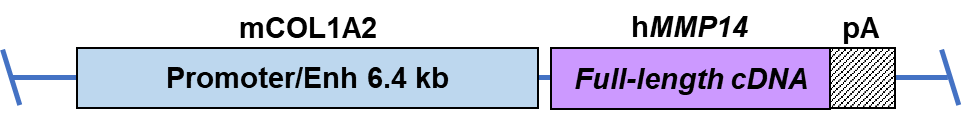 mCOL1A2 hMMP14 pA
Promoter/Enh 6.4 kb Full-length cDNA